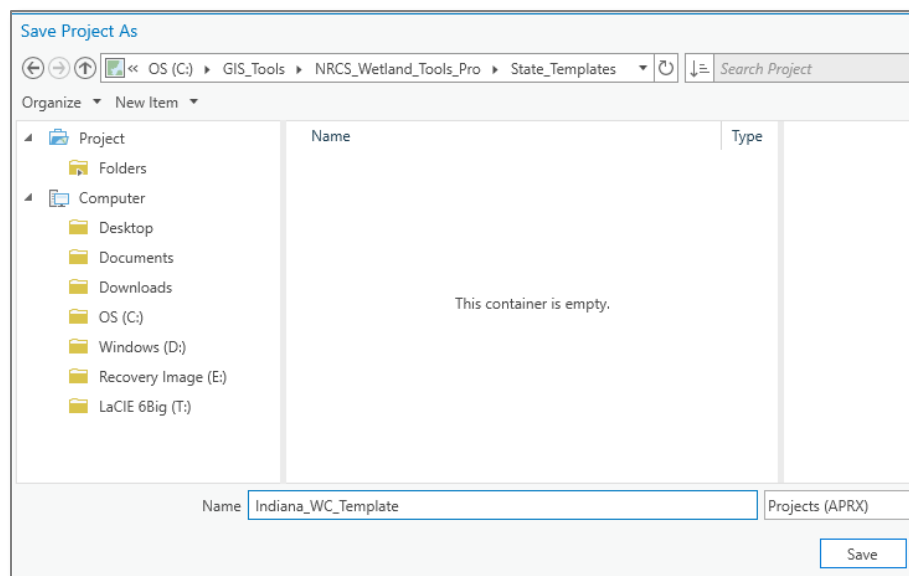 Save Project As
« OS (C:) ▸ GIS_Tools ▸ NRCS_Wetland_Tools_Pro ▸ State_Templates
Search Project
Organize New Item
Project
Folders
Computer
Desktop
Documents
Downloads
OS (C:)
Windows (D:)
Recovery Image (E:)
LaCIE 6Big (T:)
Name Type
This container is empty.
Name Indiana_WC_Template Projects (APRX)
Save